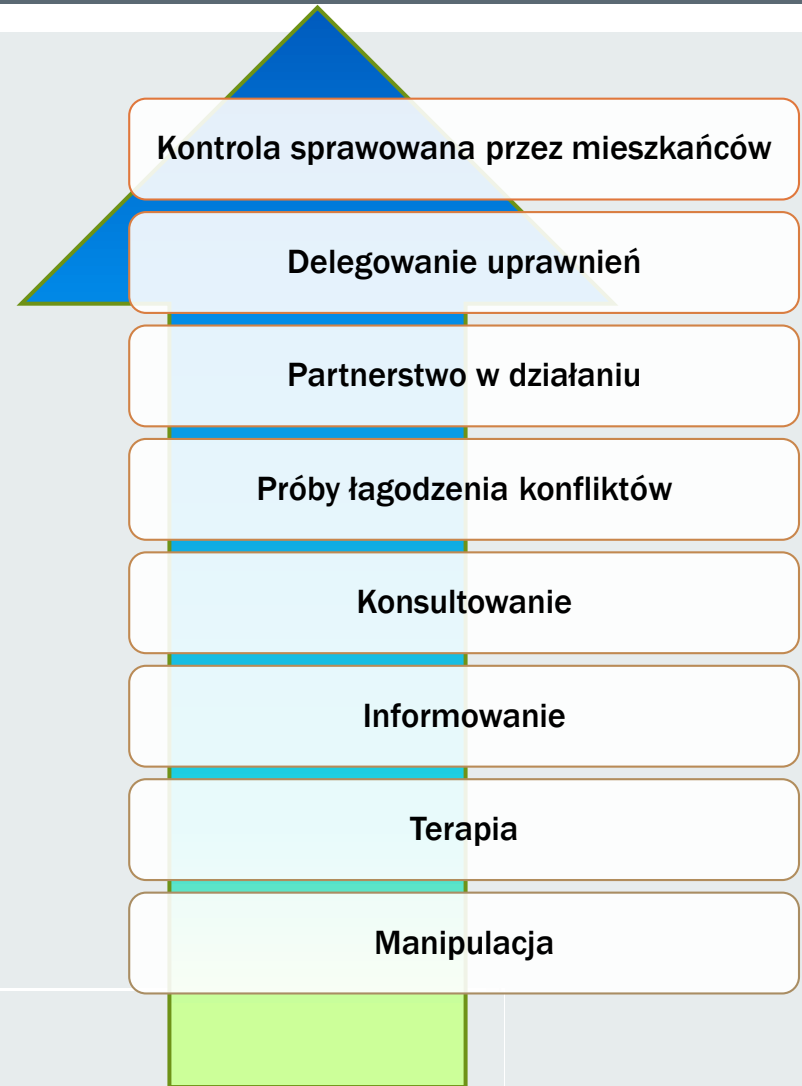 Kontrola sprawowana przez mieszkańców
Delegowanie uprawnień
Partnerstwo w działaniu
Próby łagodzenia konfliktów
Konsultowanie
Informowanie
Terapia
Manipulacja